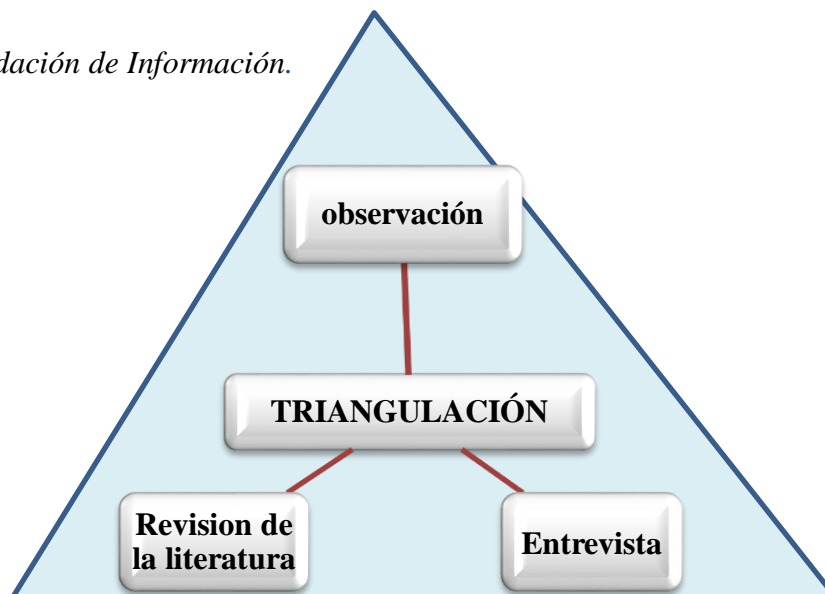 dación de Información.
observación
TRIANGULACIÓN
Revision de
la literatura
Entrevista